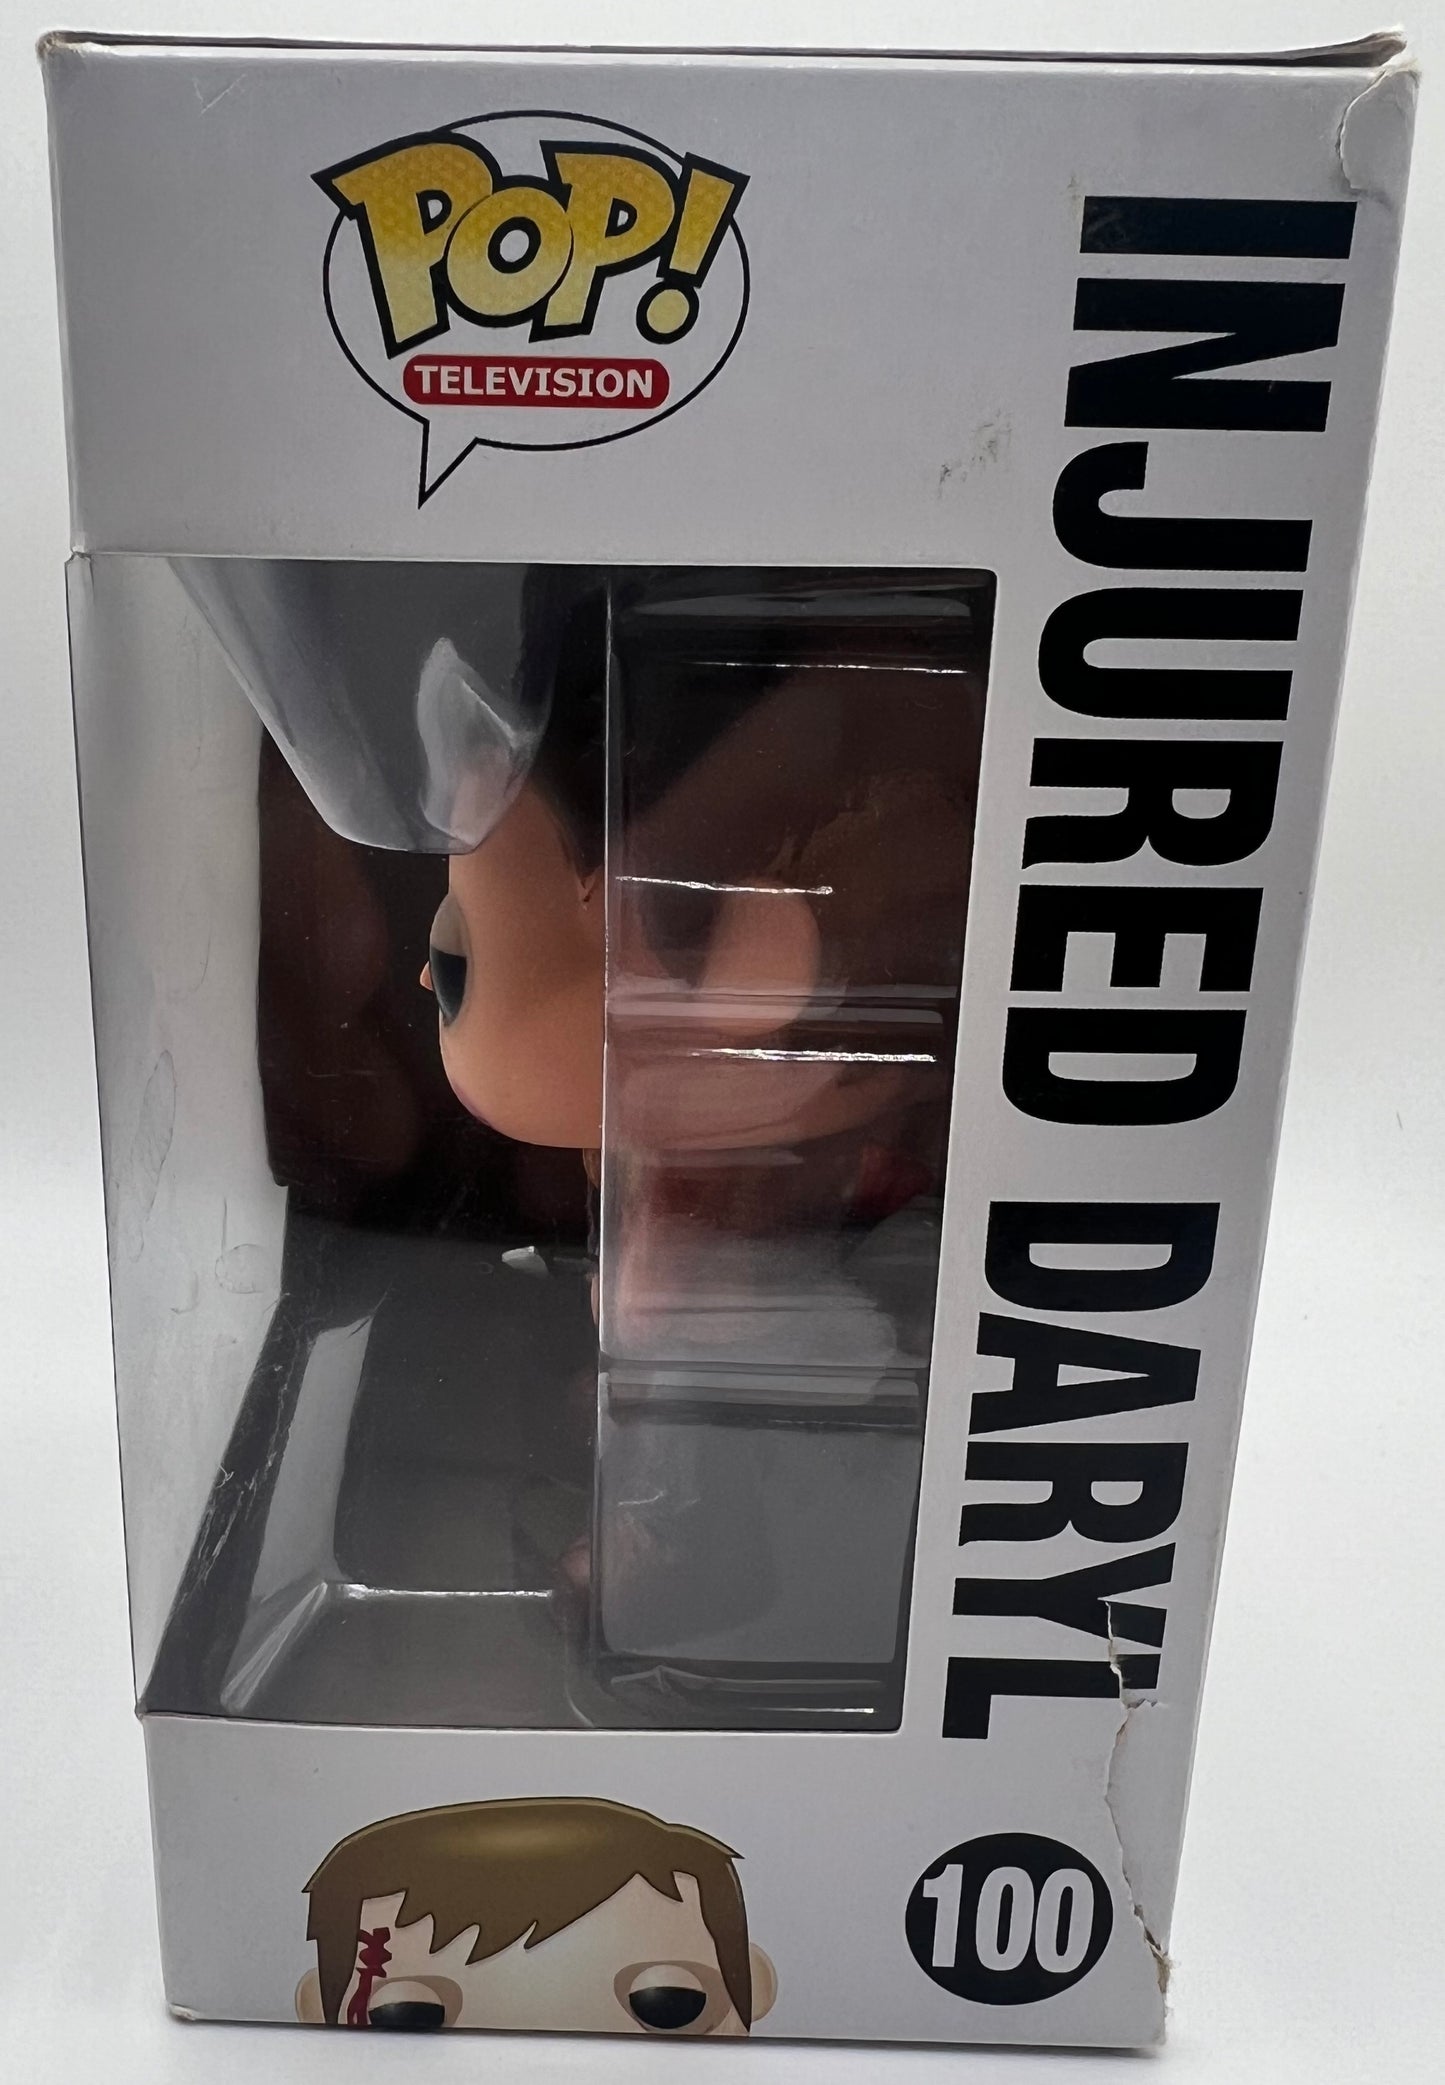 POP!
TELEVISION
INJURED DARYL
100